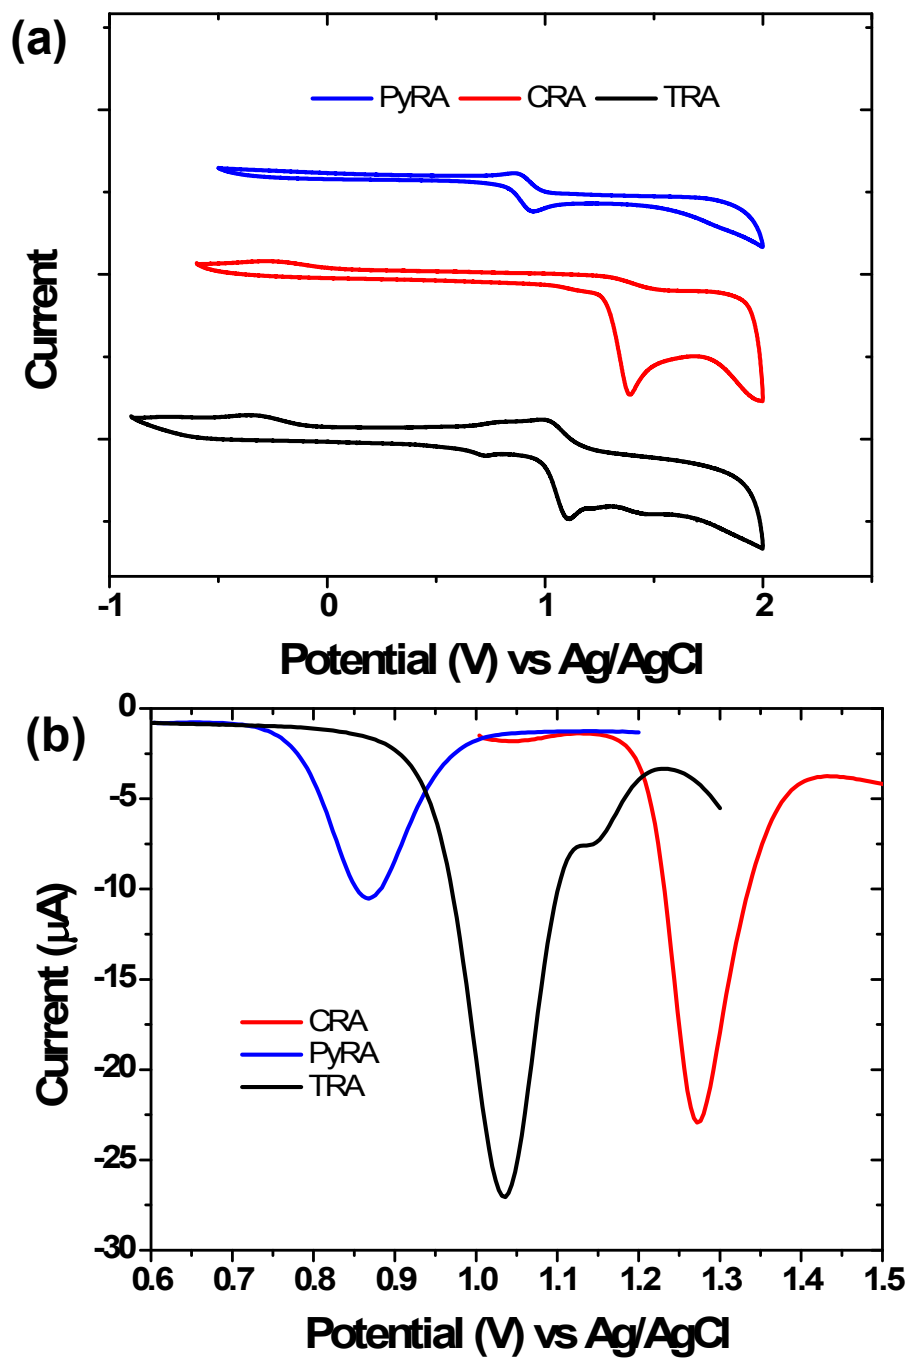 (a)
PyRA CRA TRA
Current
-1 0 1 2
Potential (V) vs Ag/AgCl
(b)
0
-5
-10
-15
-20
-25
-30
Current (μA)
CRA
PyRA
TRA
0.6 0.7 0.8 0.9 1.0 1.1 1.2 1.3 1.4 1.5
Potential (V) vs Ag/AgCl